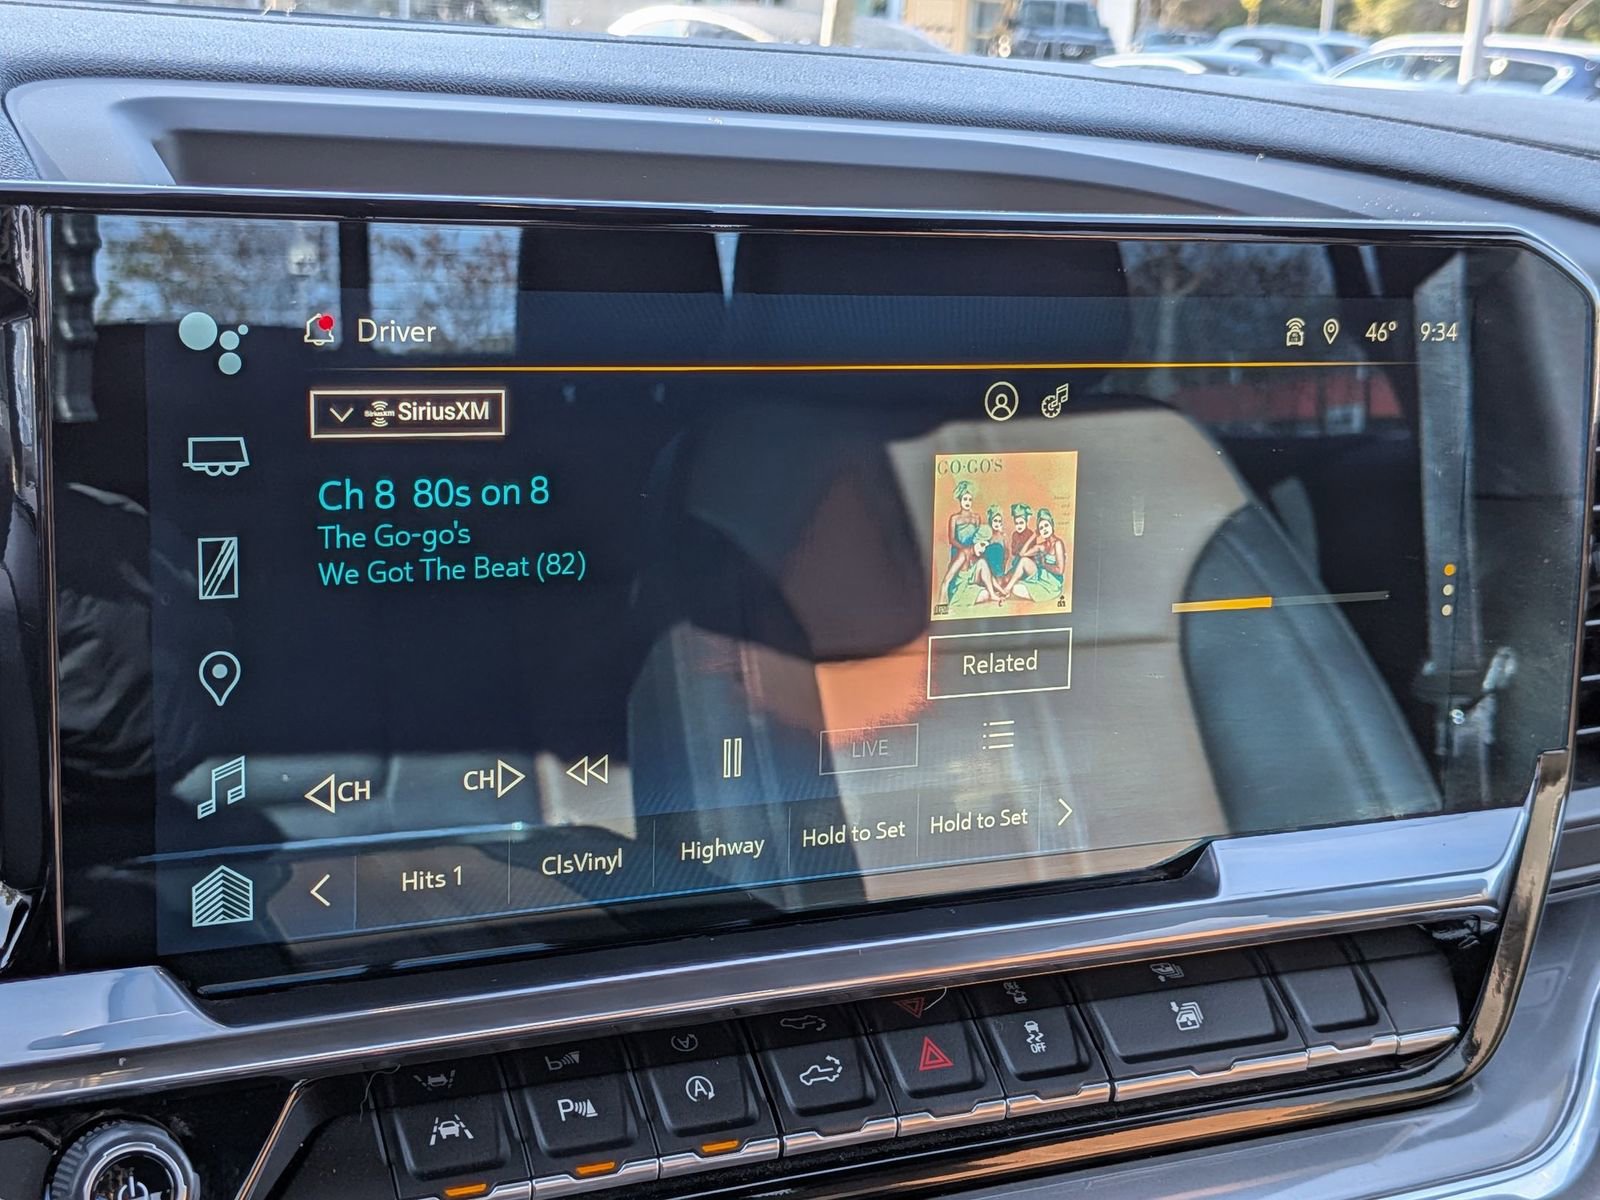 Driver
46° 9:34
SiriusXM SiriusXM
Ch 8 80s on 8
The Go-go's
We Got The Beat (82)
GO-GO'S
Related
CH
CH
LIVE
Hits 1
ClsVinyl
Highway
Hold to Set
Hold to Set
P
A
OFF